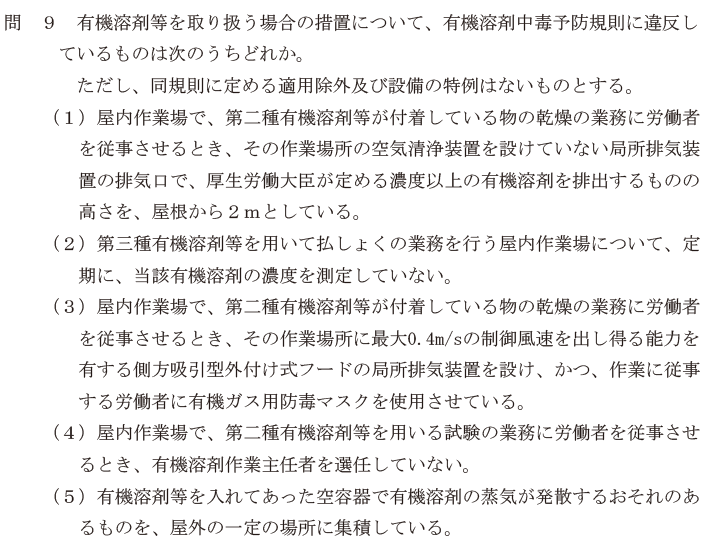 問　９　有機溶剤等を取り扱う場合の措置について、有機溶剤中毒予防規則に違反し
ているものは次のうちどれか。
ただし、同規則に定める適用除外及び設備の特例はないものとする。
（１）屋内作業場で、第二種有機溶剤等が付着している物の乾燥の業務に労働者
を従事させるとき、その作業場所の空気清浄装置を設けていない局所排気装
置の排気口で、厚生労働大臣が定める濃度以上の有機溶剤を排出するものの
高さを、屋根から２ｍとしている。
（２）第三種有機溶剤等を用いて払しょくの業務を行う屋内作業場について、定
期に、当該有機溶剤の濃度を測定していない。
（３）屋内作業場で、第二種有機溶剤等が付着している物の乾燥の業務に労働者
を従事させるとき、その作業場所に最大0.4m/sの制御風速を出し得る能力を
有する側方吸引型外付け式フードの局所排気装置を設け、かつ、作業に従事
する労働者に有機ガス用防毒マスクを使用させている。
（４）屋内作業場で、第二種有機溶剤等を用いる試験の業務に労働者を従事させ
るとき、有機溶剤作業主任者を選任していない。
（５）有機溶剤等を入れてあった空容器で有機溶剤の蒸気が発散するおそれのあ
るものを、屋外の一定の場所に集積している。